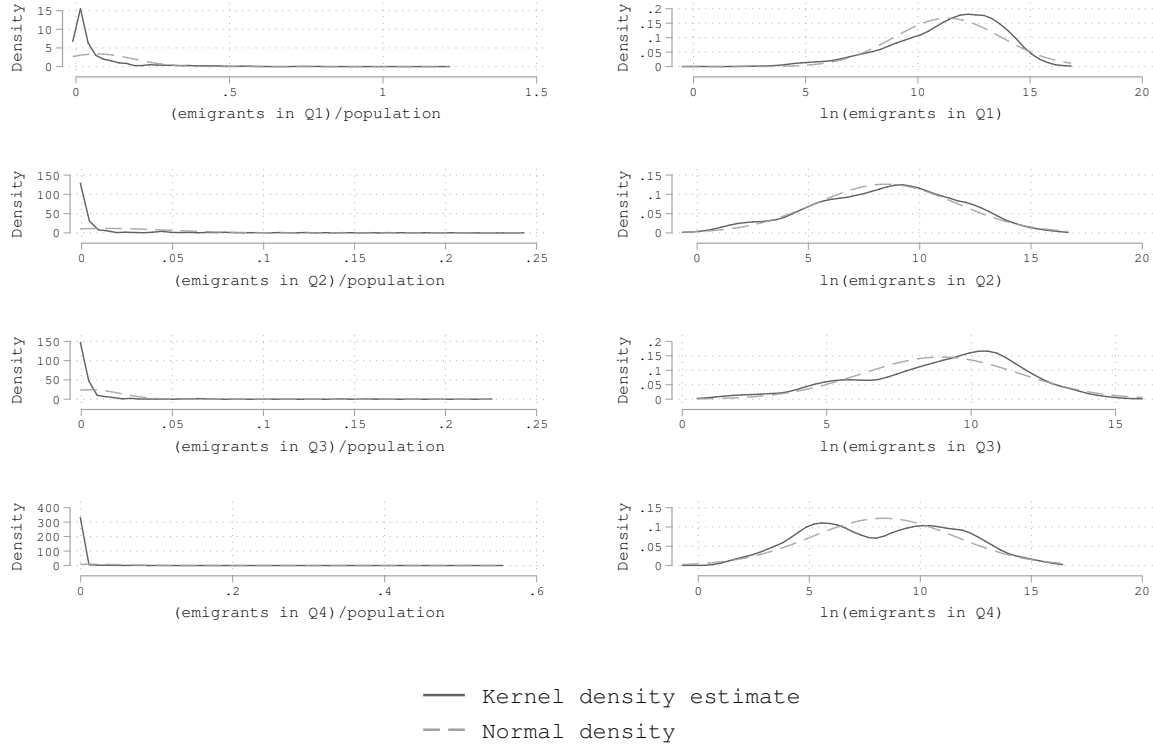 Density
15
10
5
0
0 .5 1 1.5
(emigrants in Q1)/population
Density
.2
.15
.1
.05
0
0 5 10 15 20
ln(emigrants in Q1)
Density
150
100
50
0
0 .05 .1 .15 .2 .25
(emigrants in Q2)/population
Density
.15
.1
.05
0
0 5 10 15 20
ln(emigrants in Q2)
Density
150
100
50
0
0 .05 .1 .15 .2 .25
(emigrants in Q3)/population
Density
.2
.15
.1
.05
0
0 5 10 15
ln(emigrants in Q3)
Density
400
300
200
100
0
0 .2 .4 .6
(emigrants in Q4)/population
Density
.15
.1
.05
0
0 5 10 15 20
ln(emigrants in Q4)
Kernel density estimate
Normal density